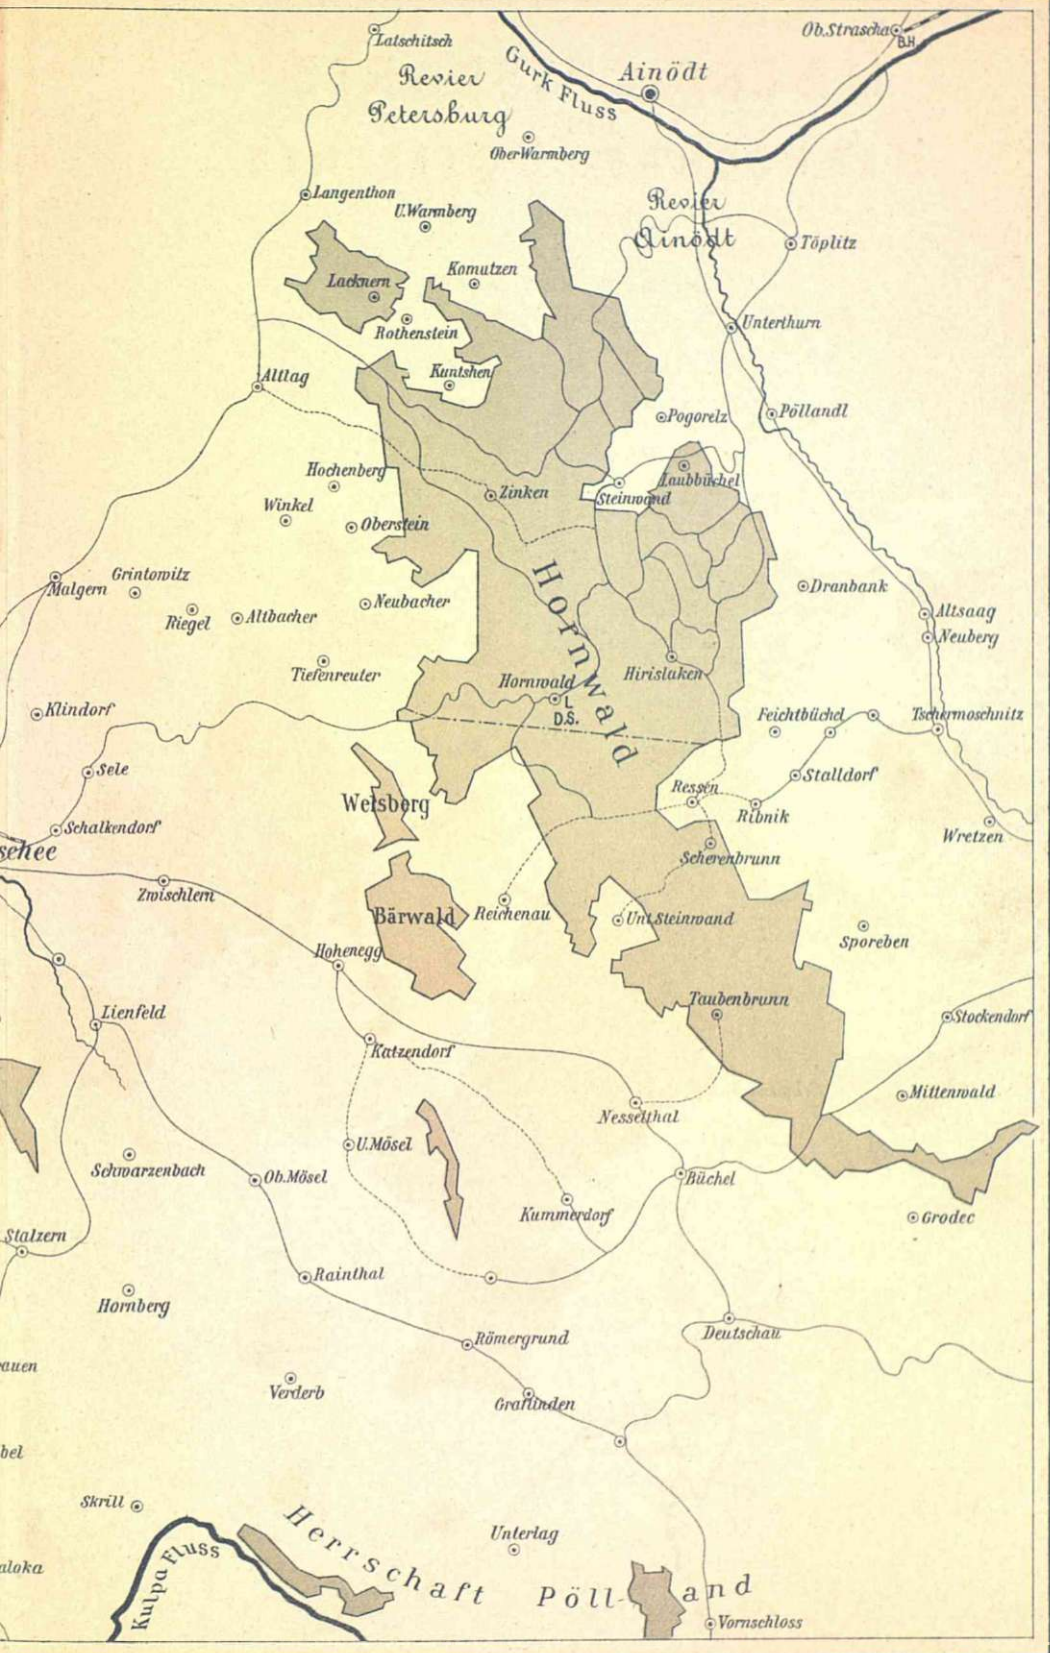 Latschitsch
Ob. Strascha
B.H.
Revier
Petersburg
Gurk Fluss
Ainödt
Ober Warmberg
Langenthon
U. Warmberg
Revier
Ainödt
Töplitz
Lacknern
Komutzen
Rothenstein
Unterthurn
Altlag
Kuntshen
Pogorelz
Pöllandl
Hochenberg
Zinken
Steinwand
Laubbüchel
Winkel
Oberstein
Malgern
Grintowitz
Riegel
Altbacher
Neubacher
Hornwald
Dranbank
Altsaag
Neuberg
Tiefenreuter
Hornwald
L
D.S.
Hirislaken
Klindorf
Feichtbüchel
Tschermoschnitz
Sele
Welsberg
Ressen
Stalldorf
Ribnik
Schalkendorf
schee
Scherenbrunn
Wretzen
Zwischlern
Bärwald
Reichenau
Unt. Steinwand
Sporeben
Hohenegg
Lienfeld
Taubenbrunn
Stockendorf
Katzendorf
Nesselthal
Mittenwald
U. Mösel
Schwarzenbach
Ob. Mösel
Büchel
Kummerdorf
Grodec
Stalzern
Rainthal
Hornberg
Römergrund
Deutschau
auen
Verderb
Graflinden
bel
Skrill
Kulpa Fluss
Unterlag
aloka
Herrschaft Pölland
Vornschloss